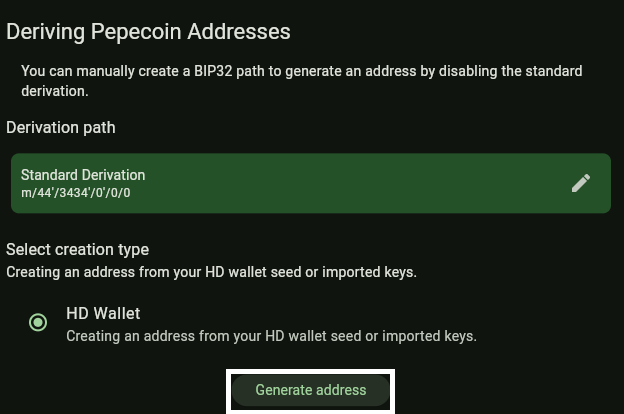 Deriving Pepecoin Addresses
You can manually create a BIP32 path to generate an address by disabling the standard
derivation.
Derivation path
Standard Derivation
m/44'/3434'/0'/0/0
Select creation type
Creating an address from your HD wallet seed or imported keys.
HD Wallet
Creating an address from your HD wallet seed or imported keys.
Generate address